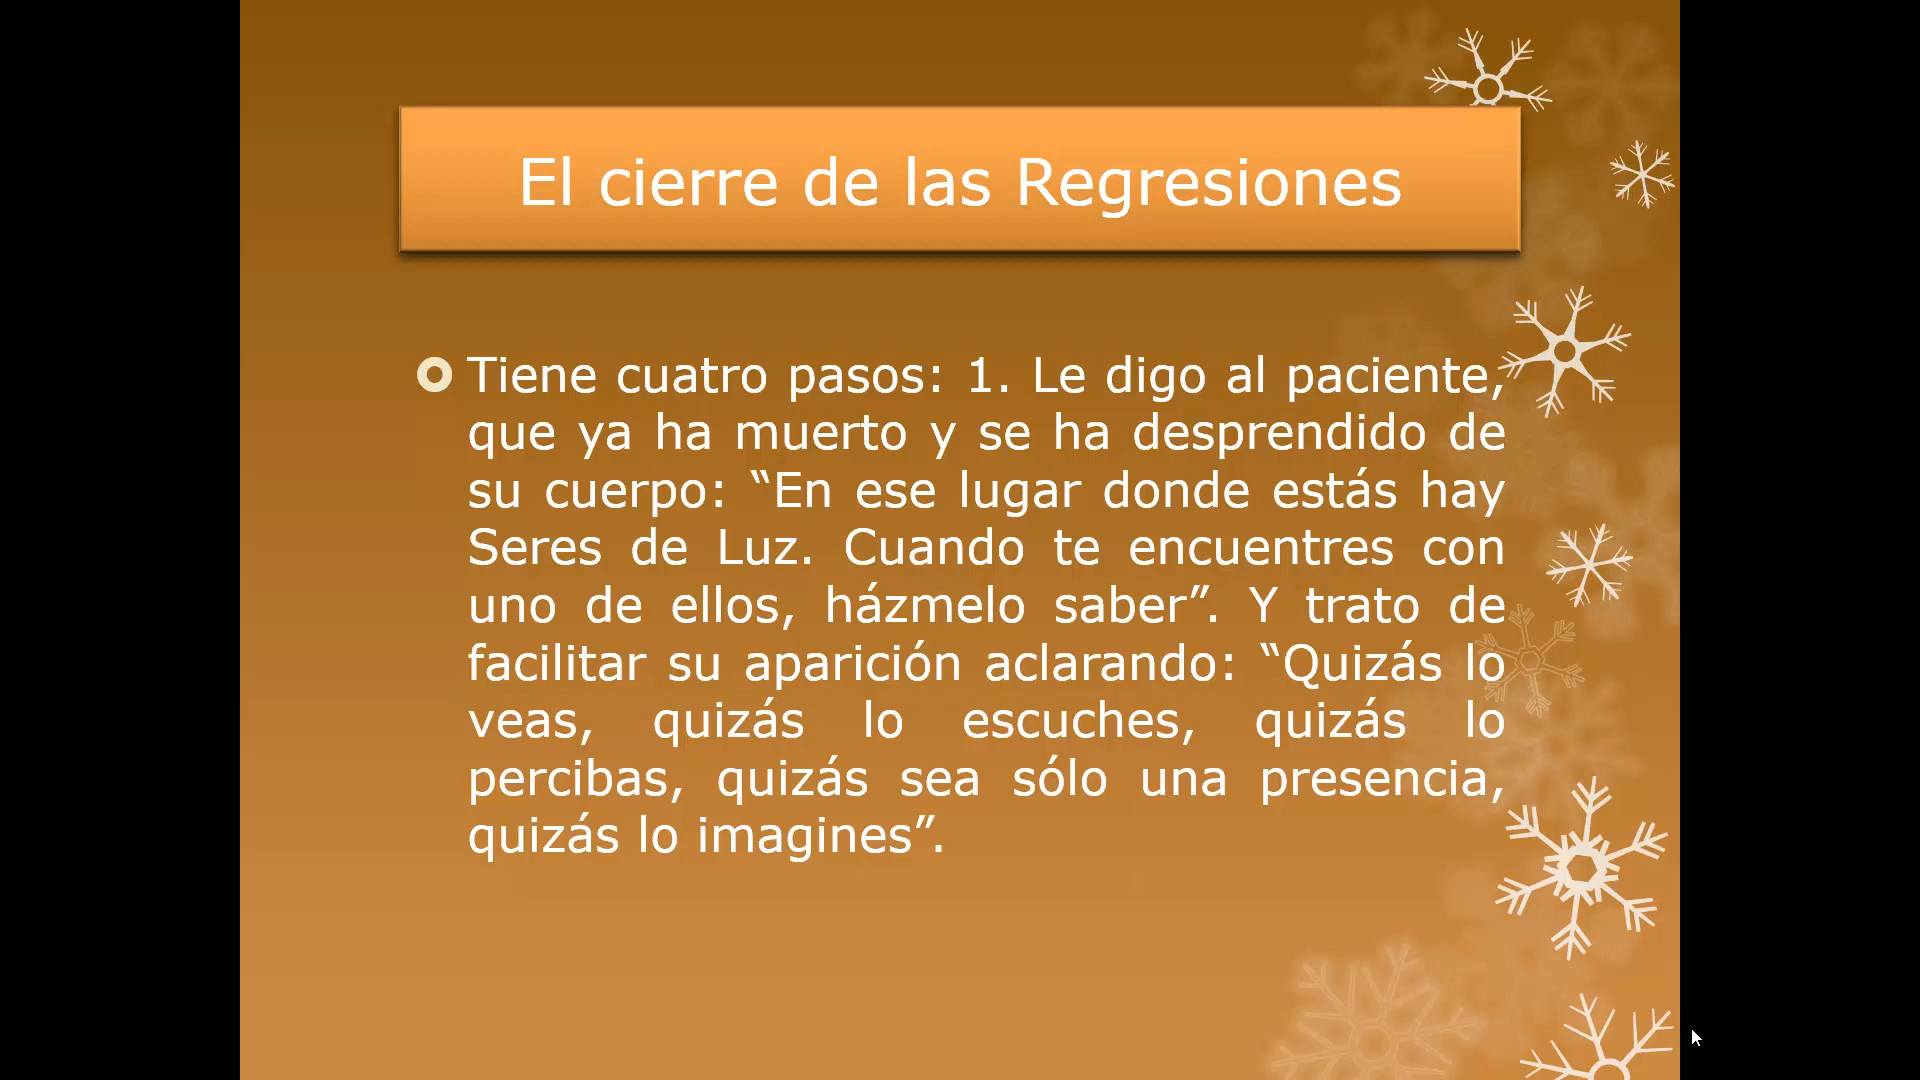 El cierre de las Regresiones
Tiene cuatro pasos: 1. Le digo al paciente,
que ya ha muerto y se ha desprendido de
su cuerpo: “En ese lugar donde estás hay
Seres de Luz. Cuando te encuentres con
uno de ellos, házmelo saber”. Y trato de
facilitar su aparición aclarando: “Quizás lo
veas, quizás lo escuches, quizás lo
percibas, quizás sea sólo una presencia,
quizás lo imagines”.